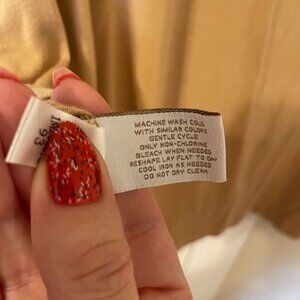 MACHINE WASH COLD
WITH SIMILAR COLORS
GENTLE CYCLE
ONLY NON-CHLORINE
BLEACH WHEN NEEDED
RESHAPE LAY FLAT TO DRY
COOL IRON AS NEEDED
DO NOT DRY CLEAN
93